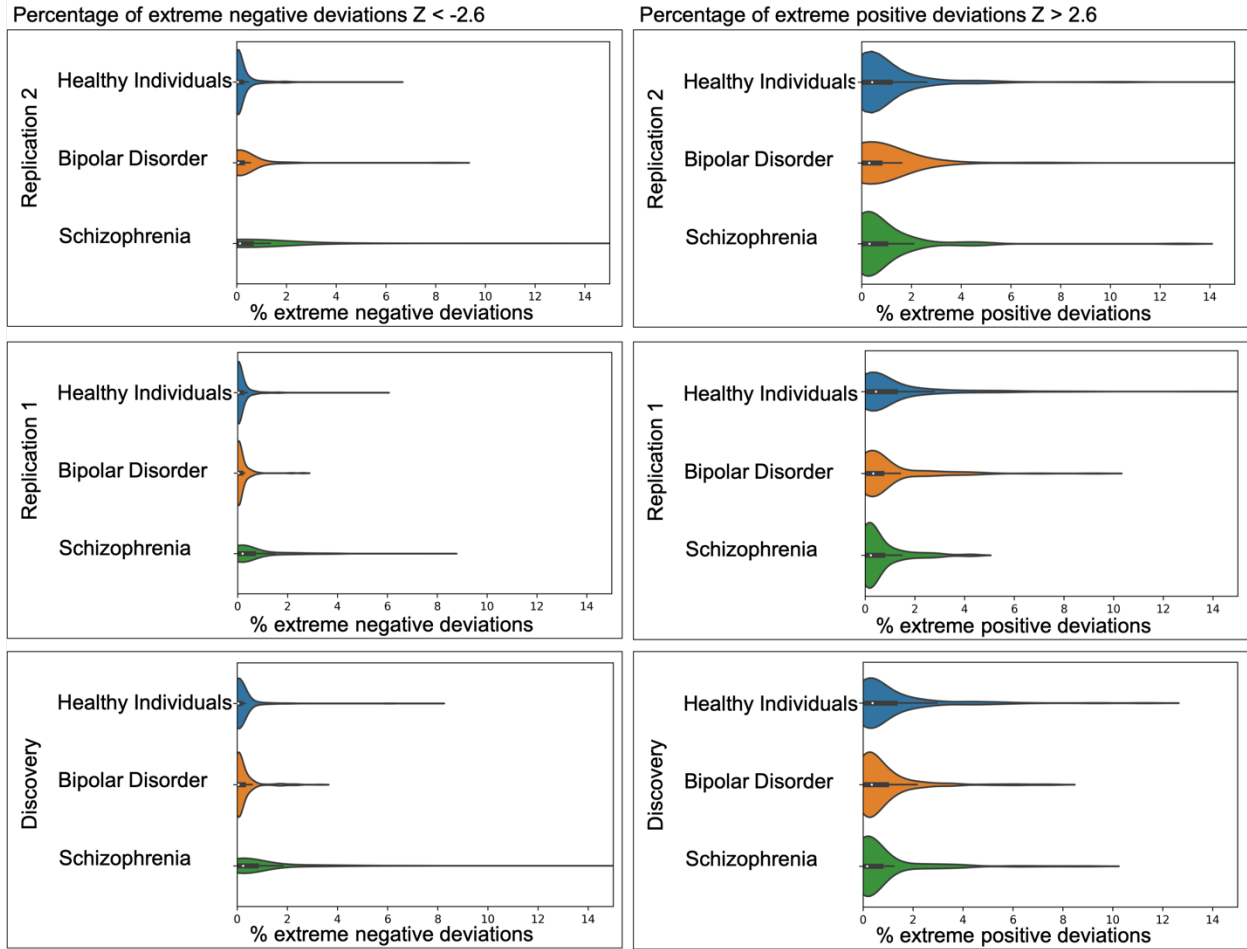 Percentage of extreme negative deviations Z < -2.6
Replication 2
Healthy Individuals
Bipolar Disorder
Schizophrenia
0 2 4 6 8 10 12 14
% extreme negative deviations
Percentage of extreme positive deviations Z > 2.6
Replication 2
Healthy Individuals
Bipolar Disorder
Schizophrenia
0 2 4 6 8 10 12 14
% extreme positive deviations
Replication 1
Healthy Individuals
Bipolar Disorder
Schizophrenia
0 2 4 6 8 10 12 14
% extreme negative deviations
Replication 1
Healthy Individuals
Bipolar Disorder
Schizophrenia
0 2 4 6 8 10 12 14
% extreme positive deviations
Discovery
Healthy Individuals
Bipolar Disorder
Schizophrenia
0 2 4 6 8 10 12 14
% extreme negative deviations
Discovery
Healthy Individuals
Bipolar Disorder
Schizophrenia
0 2 4 6 8 10 12 14
% extreme positive deviations